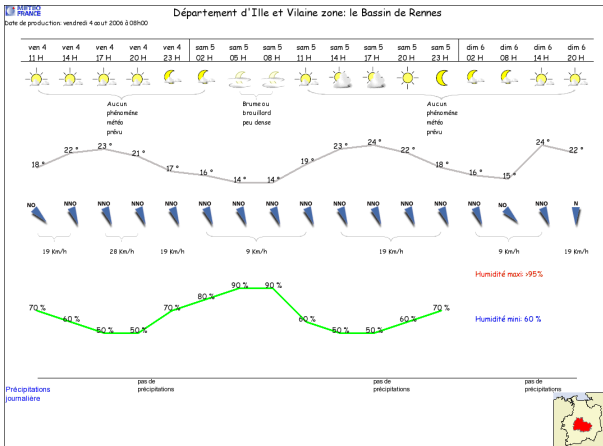 METEO
FRANCE
Département d'Ille et Vilaine zone: le Bassin de Rennes
Date de production: vendredi 4 aout 2006 à 08h00
ven 4 ven 4 ven 4 ven 4 ven 4 sam 5 sam 5 sam 5 sam 5 sam 5 sam 5 sam 5 sam 5 dim 6 dim 6 dim 6 dim 6
11 H 14 H 17 H 20 H 23 H 02 H 05 H 08 H 11 H 14 H 17 H 20 H 23 H 02 H 08 H 14 H 20 H
Aucun Brume ou Aucun
phénomène brouillard phénomène
météo peu dense météo
prévu prévu
18 ° 22 ° 23 ° 21 ° 17 ° 16 ° 14 ° 14 ° 19 ° 23 ° 24 ° 22 ° 18 ° 16 ° 15 ° 24 ° 22 °
NO NNO NNO NNO NNO NNO NNO NNO NNO NNO NNO NNO NNO NNO NO NNO N
19 Km/h 28 Km/h 19 Km/h 9 Km/h 19 Km/h 9 Km/h 19 Km/h
Humidité maxi: >95%
70 % 60 % 50 % 50 % 70 % 80 % 90 % 90 % 60 % 50 % 50 % 60 % 70 %
Humidité mini: 60 %
pas de pas de pas de
Précipitations précipitations précipitations précipitations
journalière